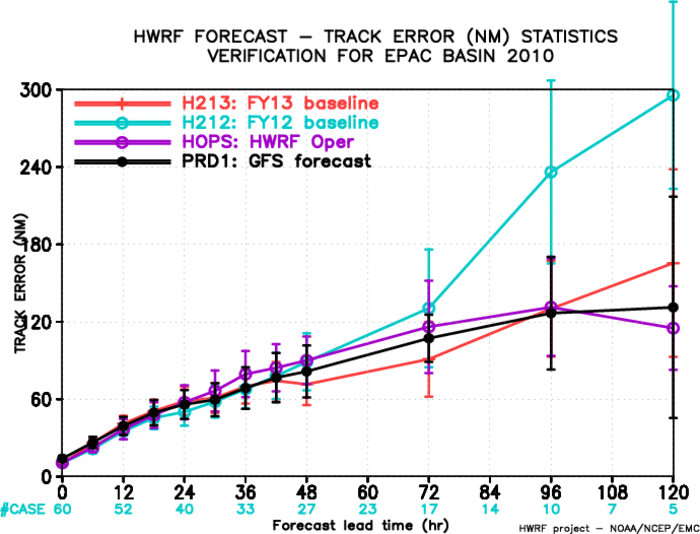 HWRF FORECAST – TRACK ERROR (NM) STATISTICS
VERIFICATION FOR EPAC BASIN 2010
H213: FY13 baseline
H212: FY12 baseline
HOPS: HWRF Oper
PRD1: GFS forecast
TRACK ERROR (NM)
300
240
180
120
60
0
0 12 24 36 48 60 72 84 96 108 120
#CASE 60 52 40 33 27 23 17 14 10 7 5
Forecast lead time (hr)
HWRF project – NOAA/NCEP/EMC